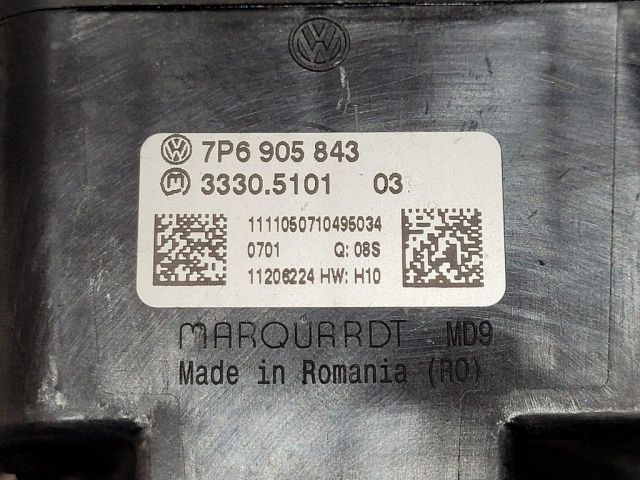 7P6 905 843
3330.5101 03
1111050710495034
0701 Q: 08S
11206224 HW: H10
MARQUARDT MD9
Made in Romania (RO)